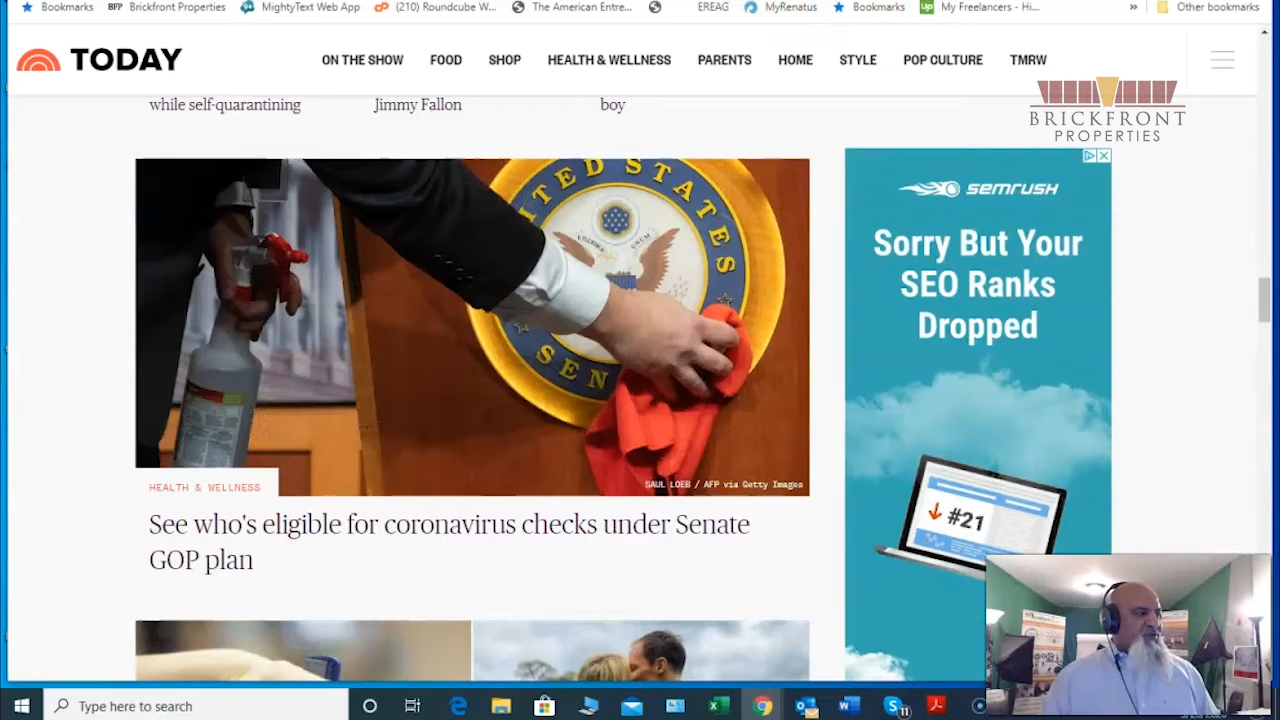 Bookmarks BFP Brickfront Properties MightyText Web App (210) Roundcube W... The American Entre... EREAG MyRenatus Bookmarks Up My Freelancers - Hi... » Other bookmarks
TODAY ON THE SHOW FOOD SHOP HEALTH & WELLNESS PARENTS HOME STYLE POP CULTURE TMRW
BRICKFRONT
PROPERTIES
while self-quarantining Jimmy Fallon boy
UNITED STATES
SEN
SAUL LOEB / AFP via Getty Images
HEALTH & WELLNESS
See who's eligible for coronavirus checks under Senate
GOP plan
SEMRUSH
Sorry But Your
SEO Ranks
Dropped
#21
Type here to search
11